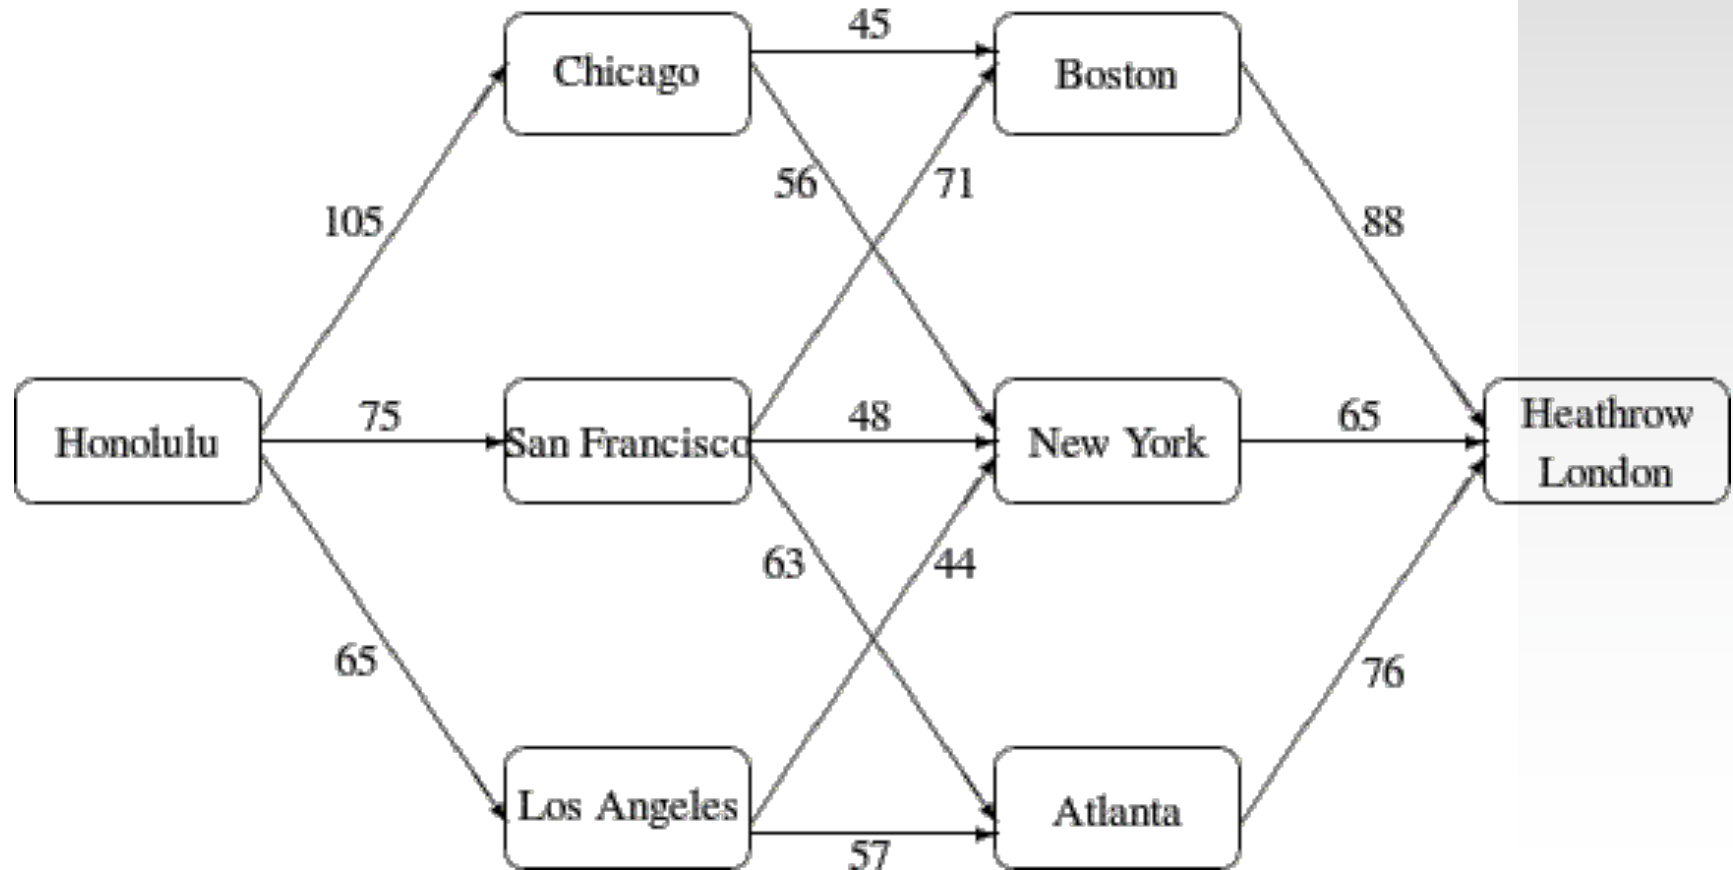 45
Chicago
Boston
56
71
105
88
75
48
65
Honolulu
San Francisco
New York
Heathrow
London
63
44
65
76
Los Angeles
Atlanta
57